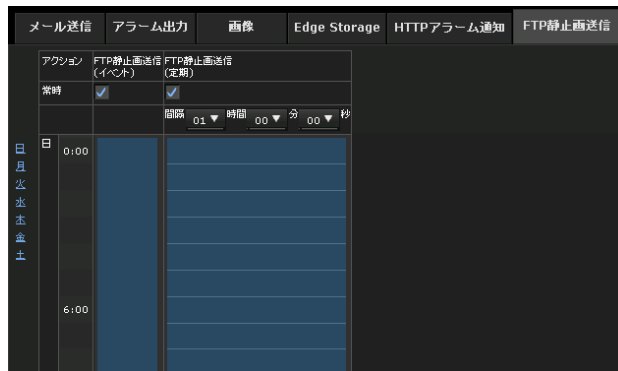 メール送信 アラーム出力 画像 Edge Storage HTTPアラーム通知 FTP静止画送信
アクション FTP静止画送信 FTP静止画送信
(イベント) (定期)
常時
間隔 01 ▼ 時間 00 ▼ 分 00 ▼ 秒
日 日 0:00
月
火
水
木
金
土
6:00